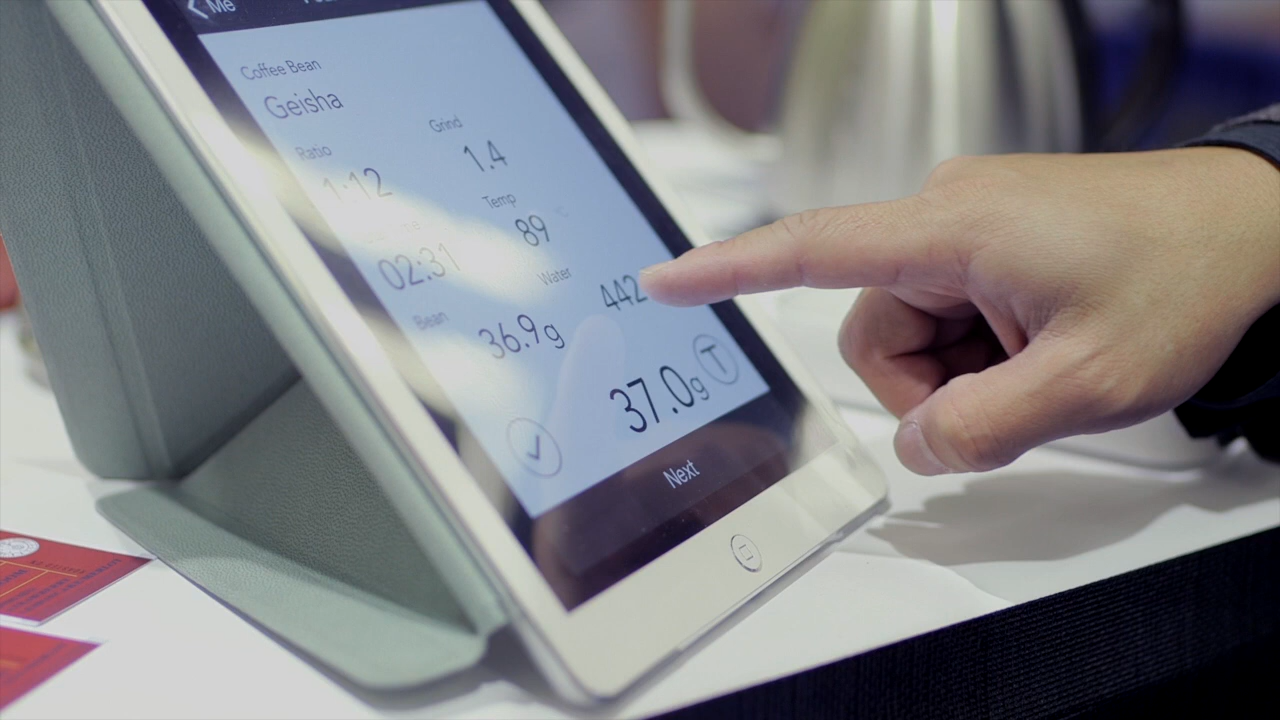 Me
Coffee Bean
Geisha
Ratio
Grind
1:12
1.4
Temp
02:31
89
Water
Bean
36.9g
442
37.0g
T
Next